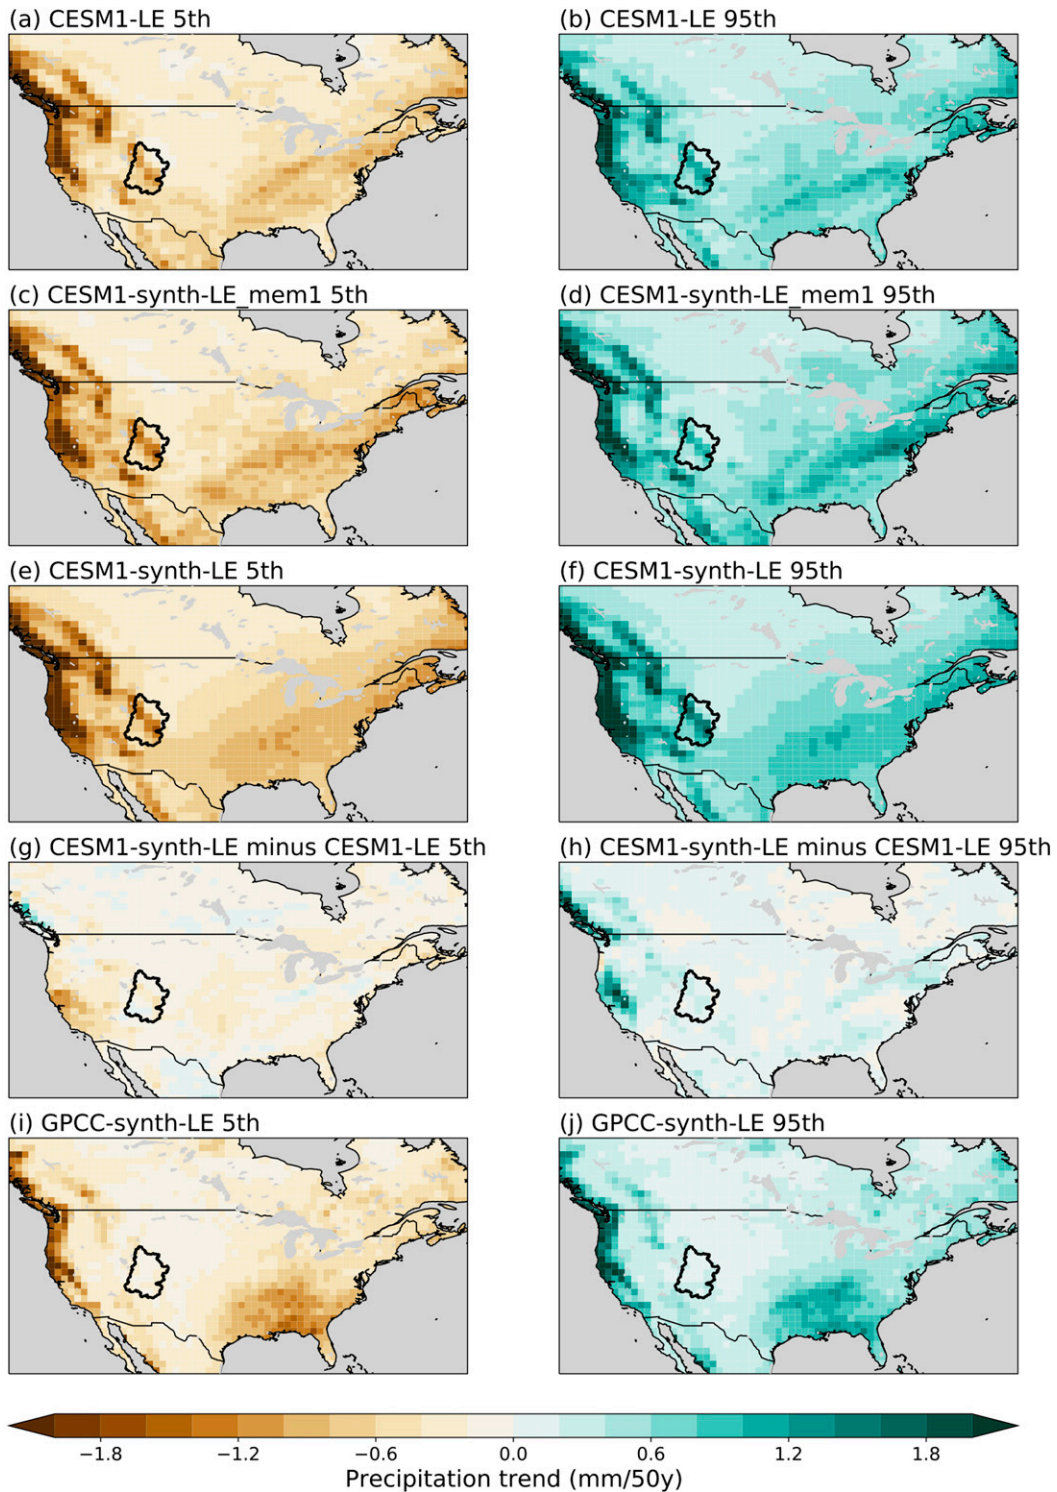 (a) CESM1-LE 5th
(b) CESM1-LE 95th
(c) CESM1-synth-LE_mem1 5th
(d) CESM1-synth-LE_mem1 95th
(e) CESM1-synth-LE 5th
(f) CESM1-synth-LE 95th
(g) CESM1-synth-LE minus CESM1-LE 5th
(h) CESM1-synth-LE minus CESM1-LE 95th
(i) GPCC-synth-LE 5th
(j) GPCC-synth-LE 95th
−1.8 −1.2 −0.6 0.0 0.6 1.2 1.8
Precipitation trend (mm/50y)